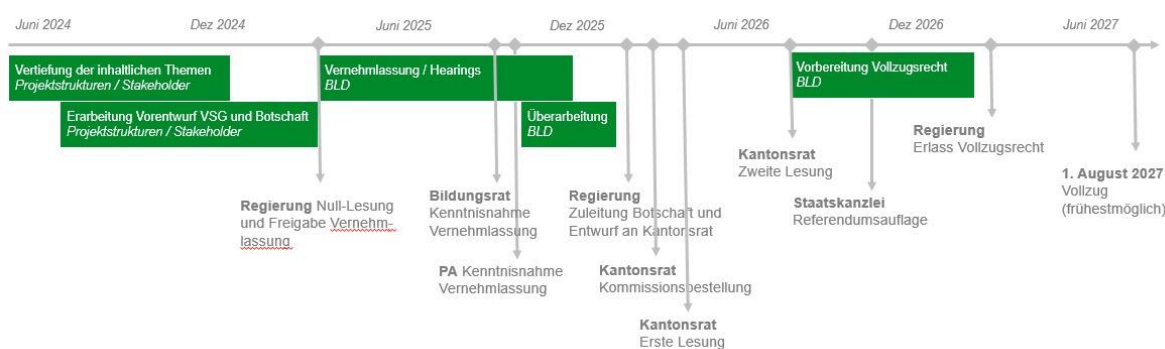 Juni 2024
Dez 2024
Juni 2025
Dez 2025
Juni 2026
Dez 2026
Juni 2027
Vertiefung der inhaltlichen Themen
Projektstrukturen / Stakeholder
Erarbeitung Vorentwurf VSG und Botschaft
Projektstrukturen / Stakeholder
Vernehmlassung / Hearings
BLD
Überarbeitung
BLD
Vorbereitung Vollzugsrecht
BLD
Regierung Null-Lesung
und Freigabe Vernehm-
lassung
Bildungsrat
Kenntnisnahme
Vernehmlassung
PA Kenntnisnahme
Vernehmlassung
Regierung
Zuleitung Botschaft und
Entwurf an Kantonsrat
Kantonsrat
Kommissionsbestellung
Kantonsrat
Erste Lesung
Kantonsrat
Zweite Lesung
Staatskanzlei
Referendumsauflage
Regierung
Erlass Vollzugsrecht
1. August 2027
Vollzug
(frühestmöglich)